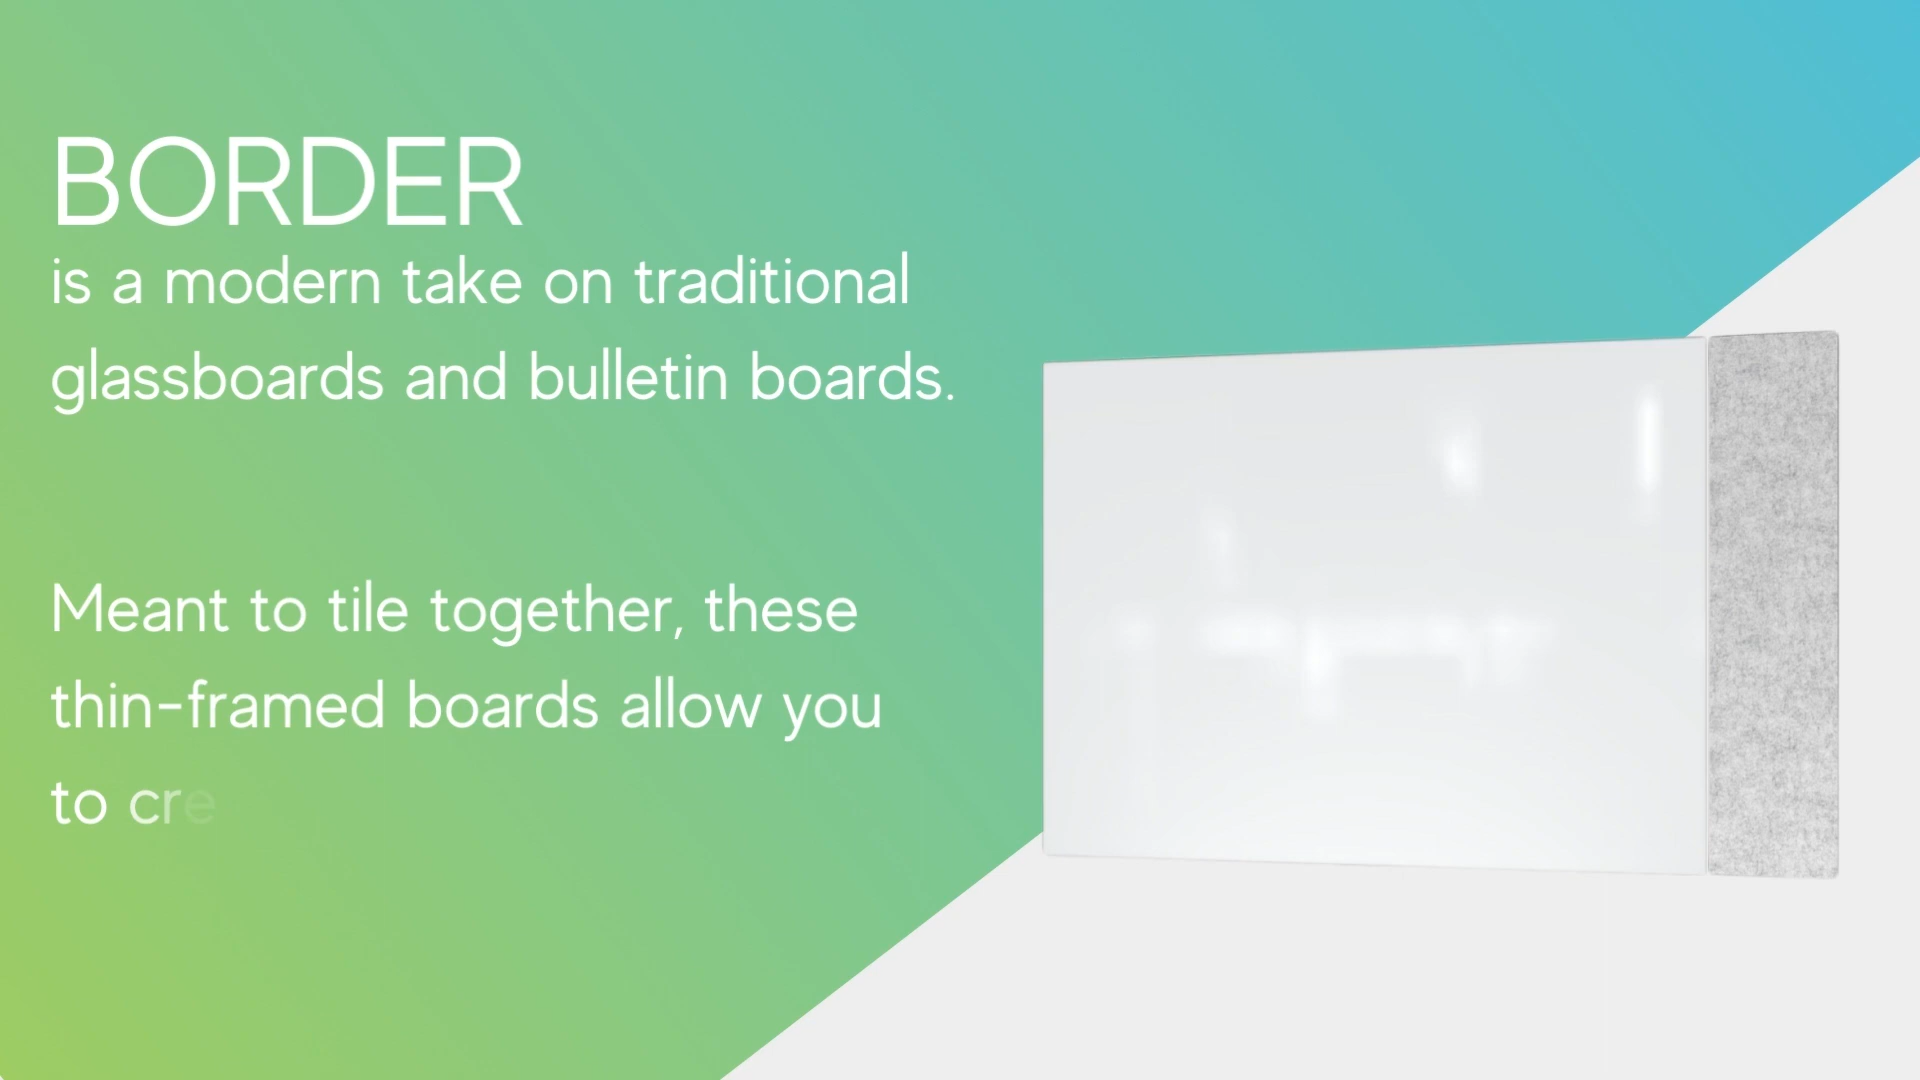 BORDER
is a modern take on traditional
glassboards and bulletin boards.
Meant to tile together, these
thin-framed boards allow you
to cre